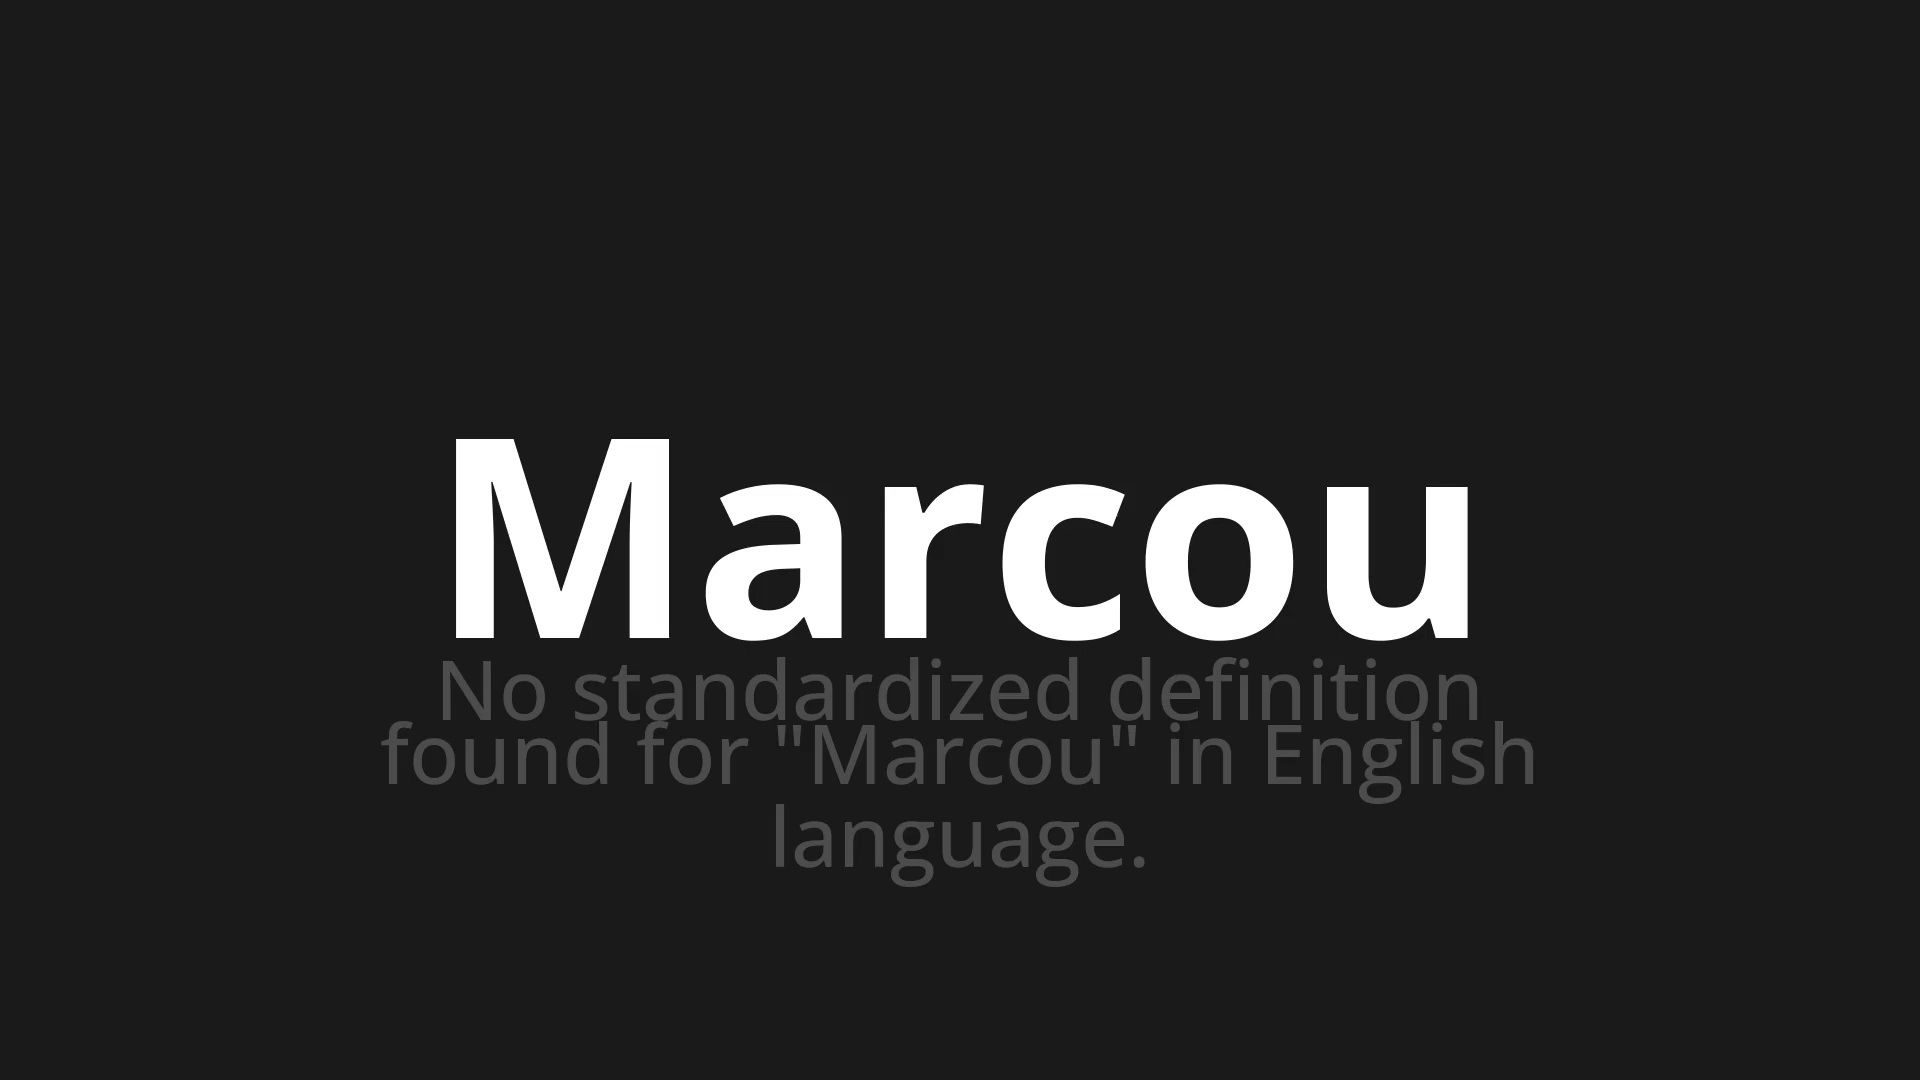 Marcou
No standardized definition
found for "Marcou" in English
language.